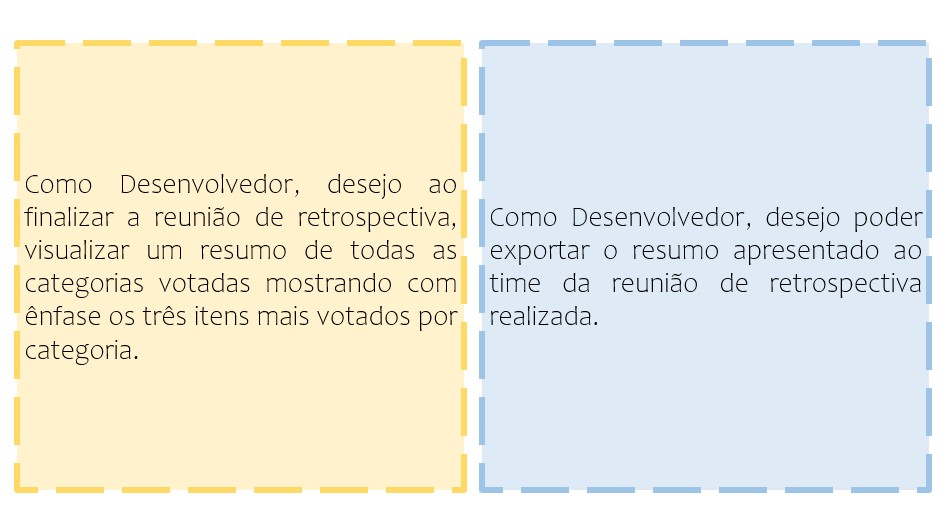 Como Desenvolvedor, desejo ao
finalizar a reunião de retrospectiva,
visualizar um resumo de todas as
categorias votadas mostrando com
ênfase os três itens mais votados por
categoria.
Como Desenvolvedor, desejo poder
exportar o resumo apresentado ao
time da reunião de retrospectiva
realizada.